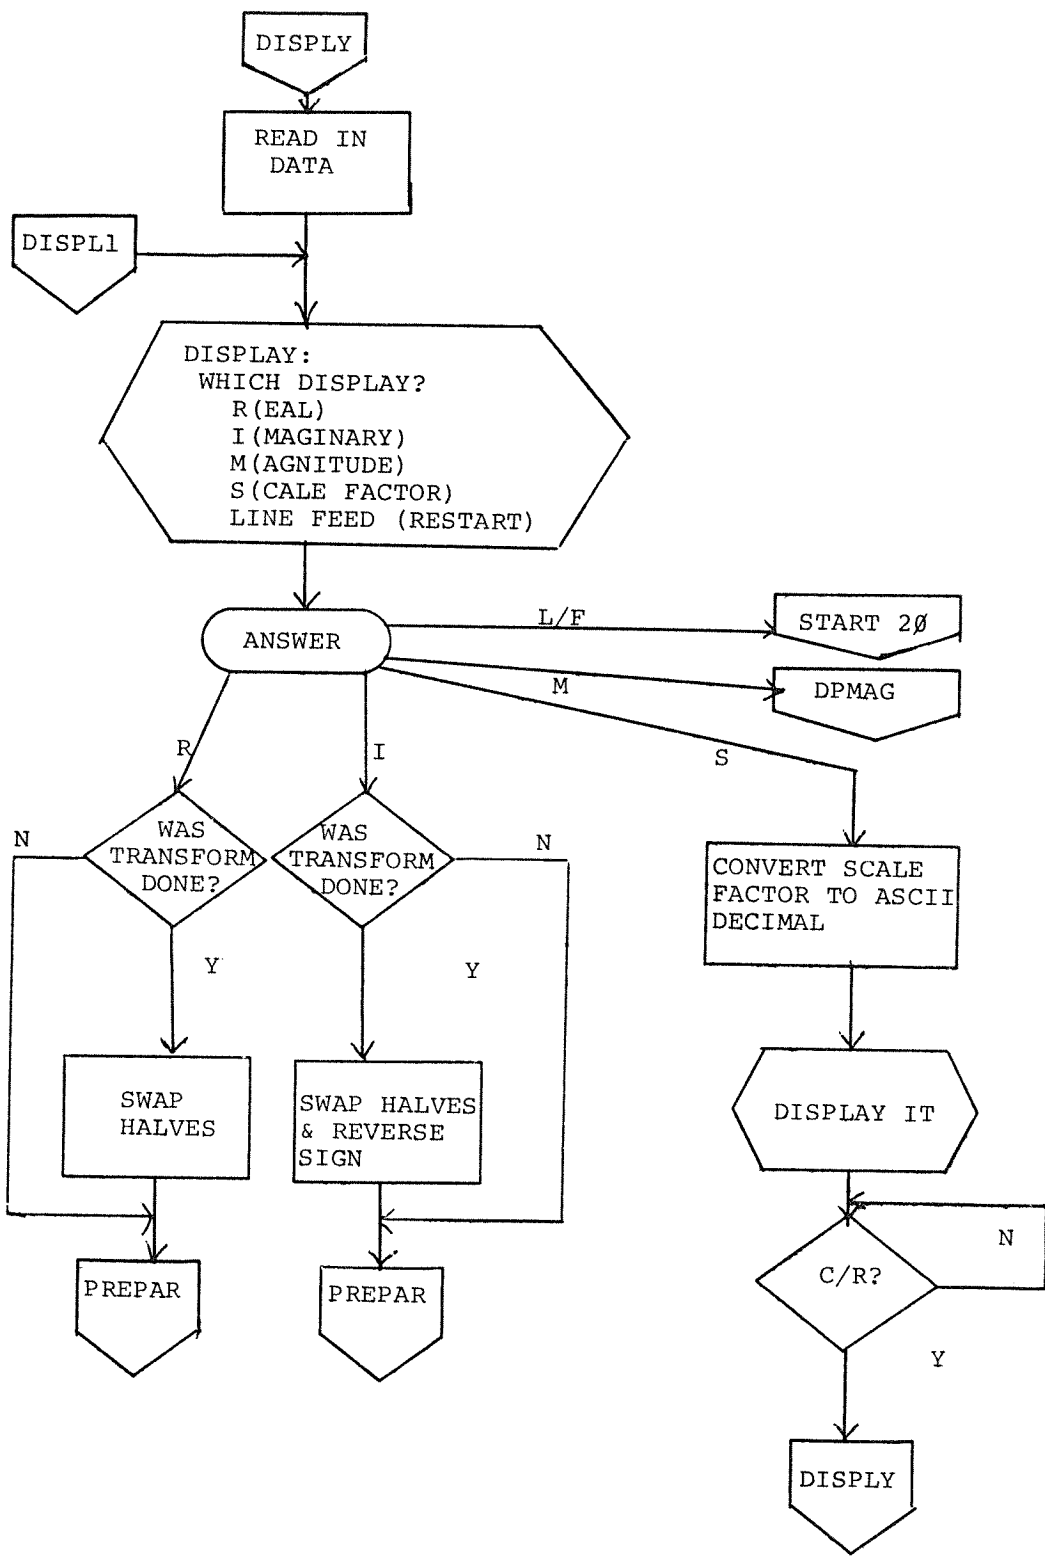 DISPLY
READ IN
DATA
DISPL1
DISPLAY:
WHICH DISPLAY?
R(EAL)
I(MAGINARY)
M(AGNITUDE)
S(CALE FACTOR)
LINE FEED (RESTART)
ANSWER
L/F
START 2Ø
M
DPMAG
S
R
I
N
WAS
TRANSFORM
DONE?
WAS
TRANSFORM
DONE?
N
CONVERT SCALE
FACTOR TO ASCII
DECIMAL
Y
Y
SWAP
HALVES
SWAP HALVES
& REVERSE
SIGN
DISPLAY IT
N
C/R?
PREPAR
PREPAR
Y
DISPLY